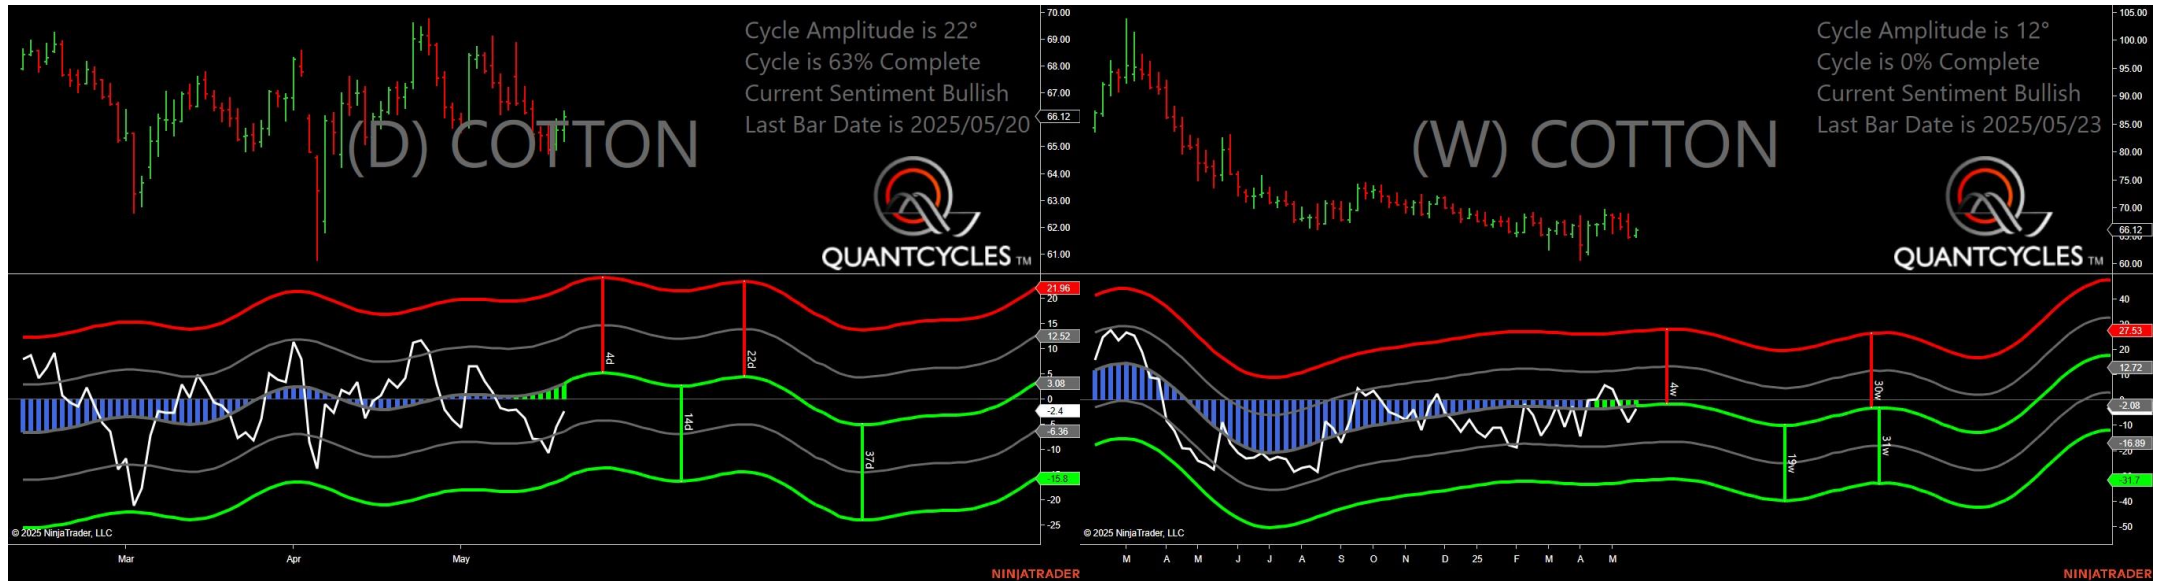 Cycle Amplitude is 22°
Cycle is 63% Complete
Current Sentiment Bullish
Last Bar Date is 2025/05/20
(D) COTTON
QUANTCYCLES TM
70.00
69.00
68.00
67.00
66.12
65.00
64.00
63.00
62.00
61.00
21.96
20
15
12.52
10
5
3.08
0
-2.4
-5
-6.36
-10
-15.8
-20
-25
4d
14d
22d
37d
© 2025 NinjaTrader, LLC
Mar Apr May
NINJATRADER
Cycle Amplitude is 12°
Cycle is 0% Complete
Current Sentiment Bullish
Last Bar Date is 2025/05/23
(W) COTTON
QUANTCYCLES TM
105.00
100.00
95.00
90.00
85.00
80.00
75.00
70.00
66.12
65.00
60.00
40
27.53
20
12.72
10
-2.08
-10
-16.89
-20
-31.7
-40
-50
4w
19w
30w
31w
© 2025 NinjaTrader, LLC
M A M J J A S O N D 25 F M A M
NINJATRADER